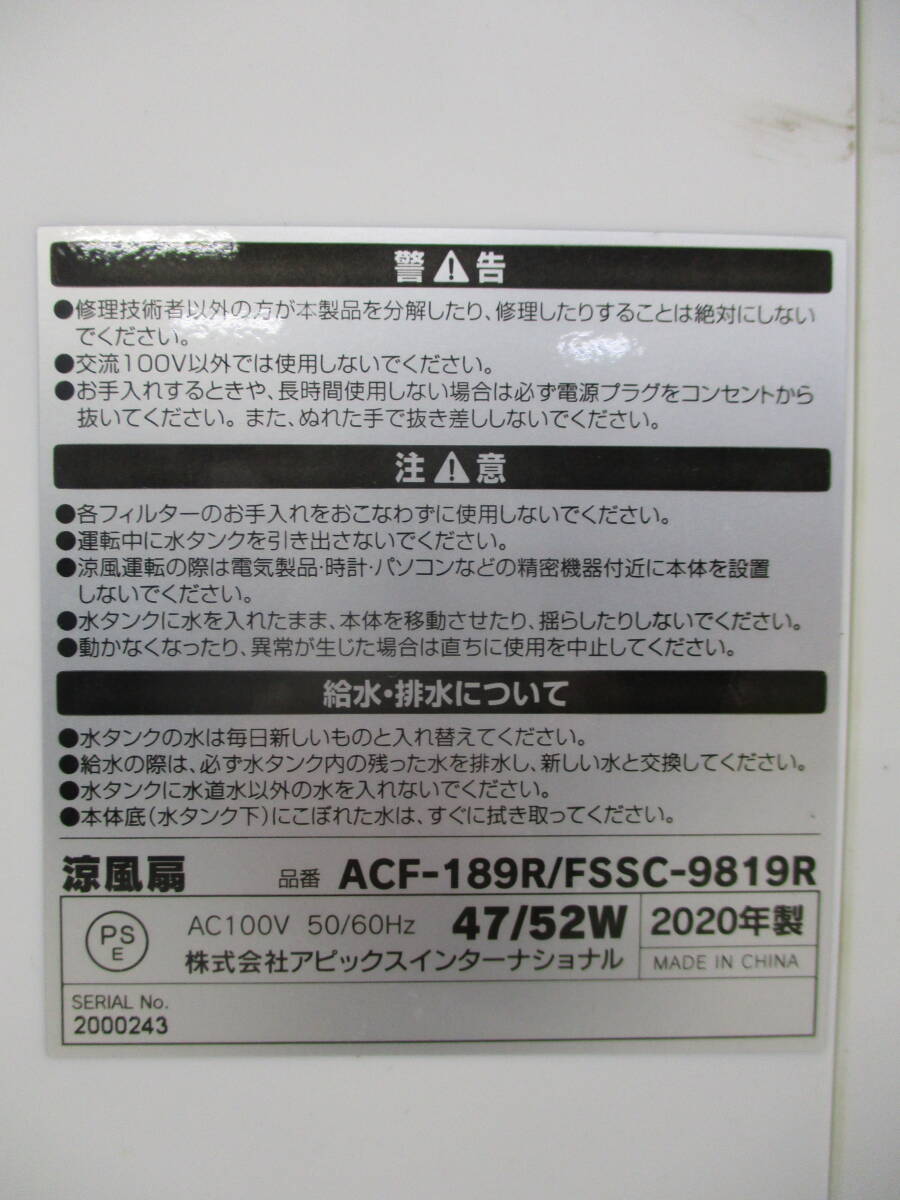 警⚠告
●修理技術者以外の方が本製品を分解したり、修理したりすることは絶対にしない
でください。
●交流100V以外では使用しないでください。
●お手入れするときや、長時間使用しない場合は必ず電源プラグをコンセントから
抜いてください。また、ぬれた手で抜き差ししないでください。
注⚠意
●各フィルターのお手入れをおこなわずに使用しないでください。
●運転中に水タンクを引き出さないでください。
●涼風運転の際は電気製品・時計・パソコンなどの精密機器付近に本体を設置
しないでください。
●水タンクに水を入れたまま、本体を移動させたり、揺らしたりしないでください。
●動かなくなったり、異常が生じた場合は直ちに使用を中止してください。
給水・排水について
●水タンクの水は毎日新しいものと入れ替えてください。
●給水の際は、必ず水タンク内の残った水を排水し、新しい水と交換してください。
●水タンクに水道水以外の水を入れないでください。
●本体底(水タンク下)にこぼれた水は、すぐに拭き取ってください。
涼風扇 品番 ACF-189R/FSSC-9819R
PS E AC100V 50/60Hz 47/52W 2020年製
株式会社アピックスインターナショナル MADE IN CHINA
SERIAL No.
2000243